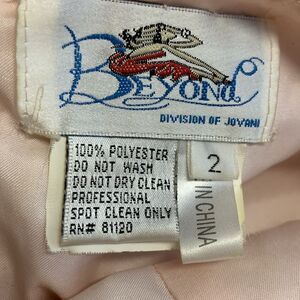 BEYOND
DIVISION OF JOVANI
100% POLYESTER
DO NOT WASH
DO NOT DRY CLEAN
PROFESSIONAL
SPOT CLEAN ONLY
RN# 81120
2
IN CHINA